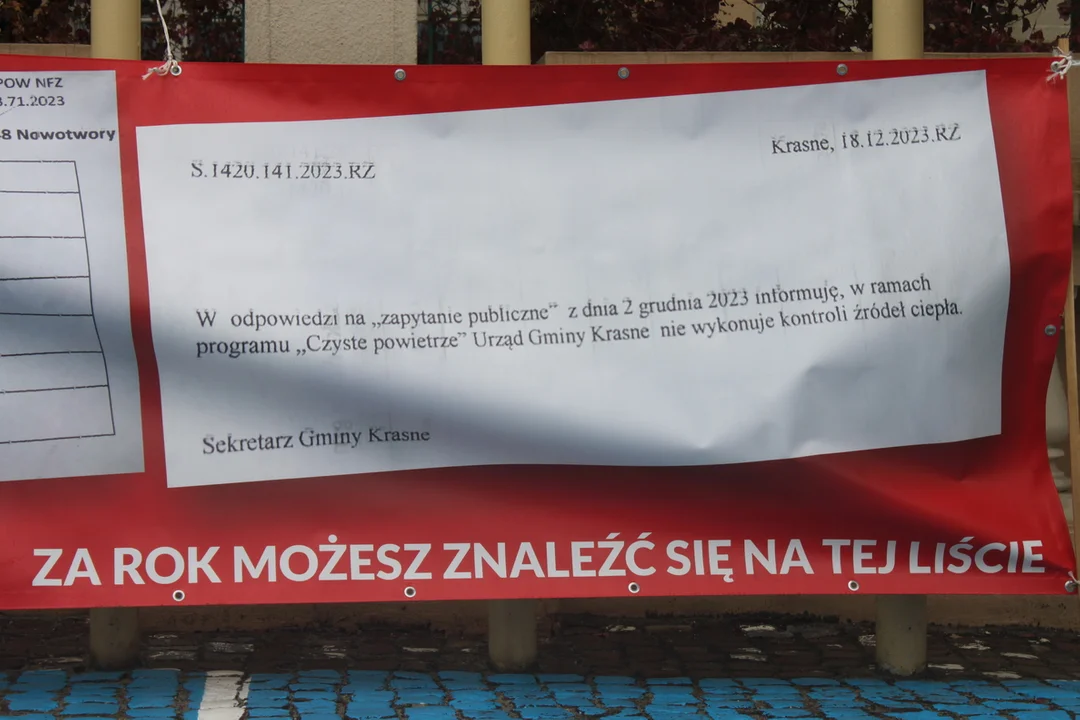 POW NFZ
.71.2023
8 Nowotwory
S.1420.141.2023.RZ
Krasne, 18.12.2023.RZ
W odpowiedzi na „zapytanie publiczne" z dnia 2 grudnia 2023 informuję, w ramach
programu „Czyste powietrze" Urząd Gminy Krasne nie wykonuje kontroli źródeł ciepła.
Sekretarz Gminy Krasne
ZA ROK MOŻESZ ZNALEŹĆ SIĘ NA TEJ LIŚCIE